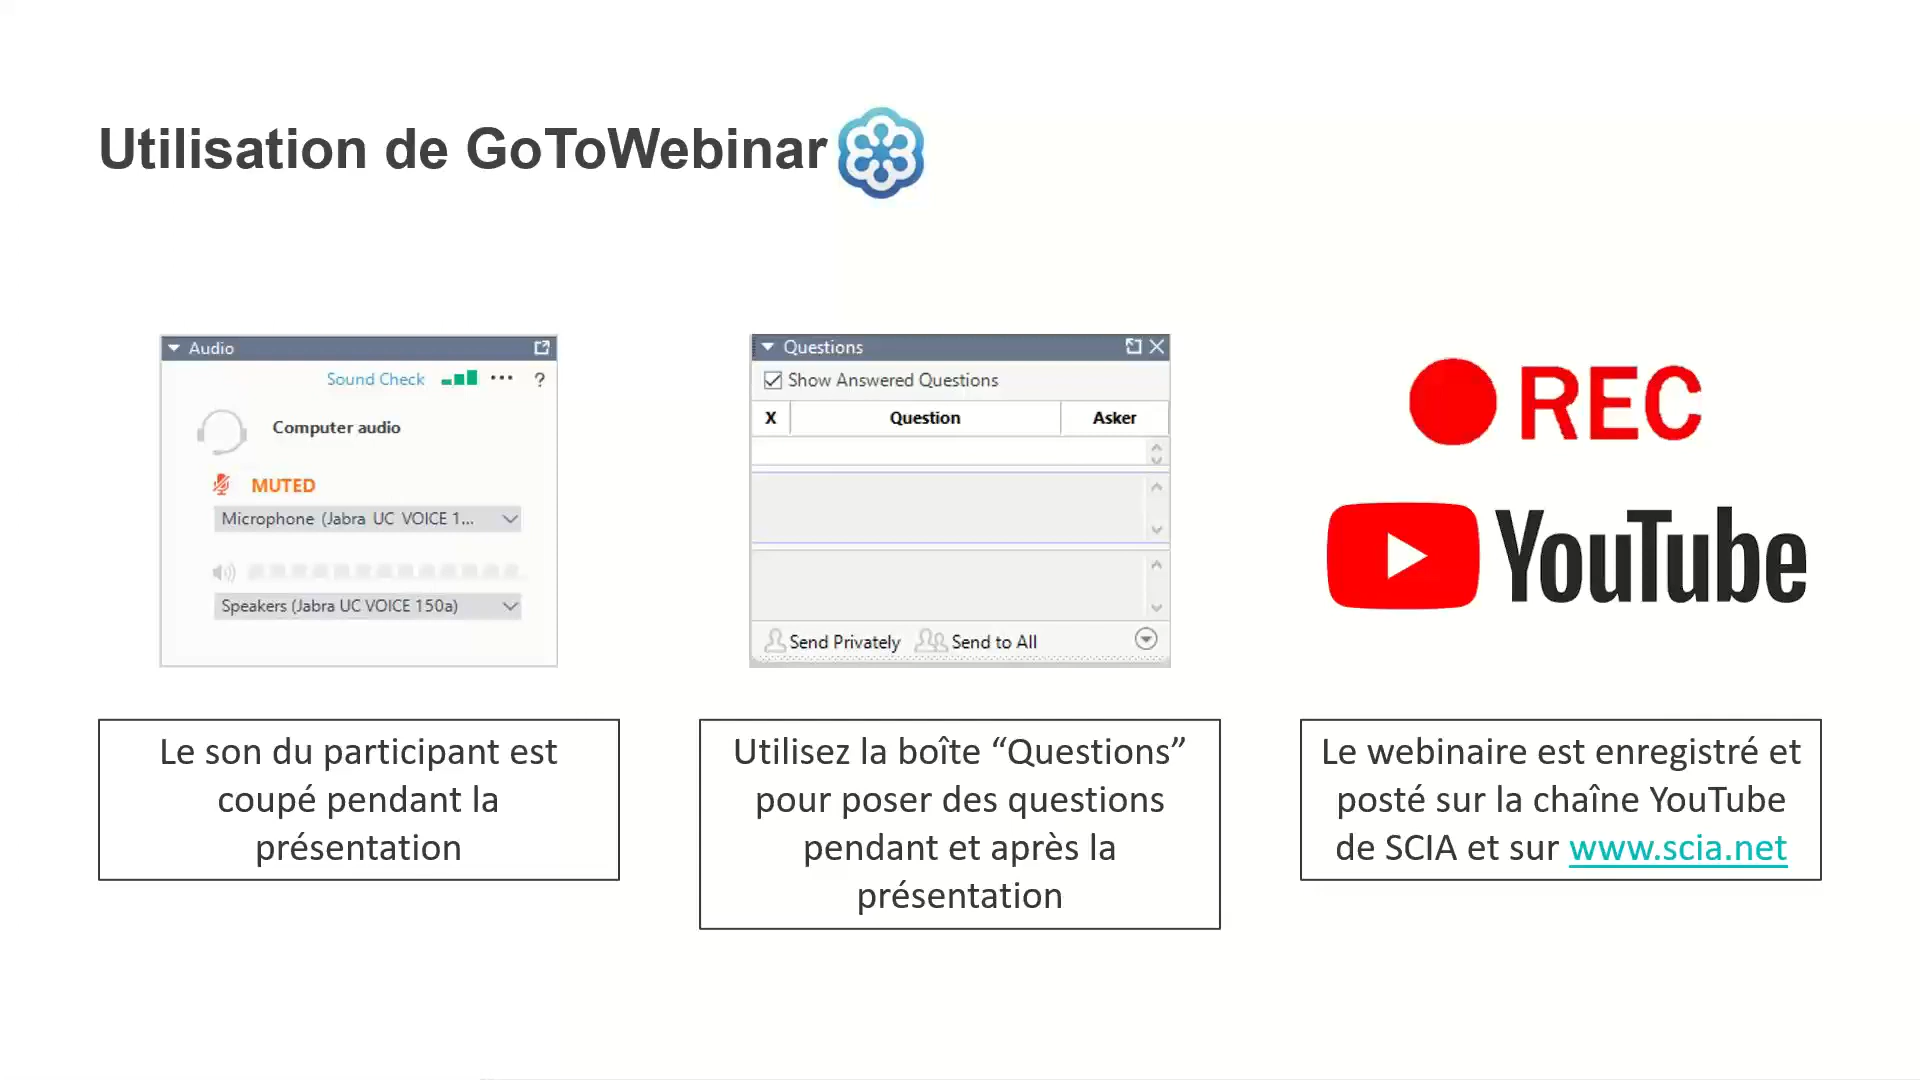 Utilisation de GoToWebinar
Audio
Sound Check ... ?
Computer audio
MUTED
Microphone (Jabra UC VOICE 1...
Speakers (Jabra UC VOICE 150a)
Le son du participant est
coupé pendant la
présentation
Questions
Show Answered Questions
X Question Asker
Send Privately Send to All
Utilisez la boîte “Questions”
pour poser des questions
pendant et après la
présentation
REC
YouTube
Le webinaire est enregistré et
posté sur la chaîne YouTube
de SCIA et sur www.scia.net